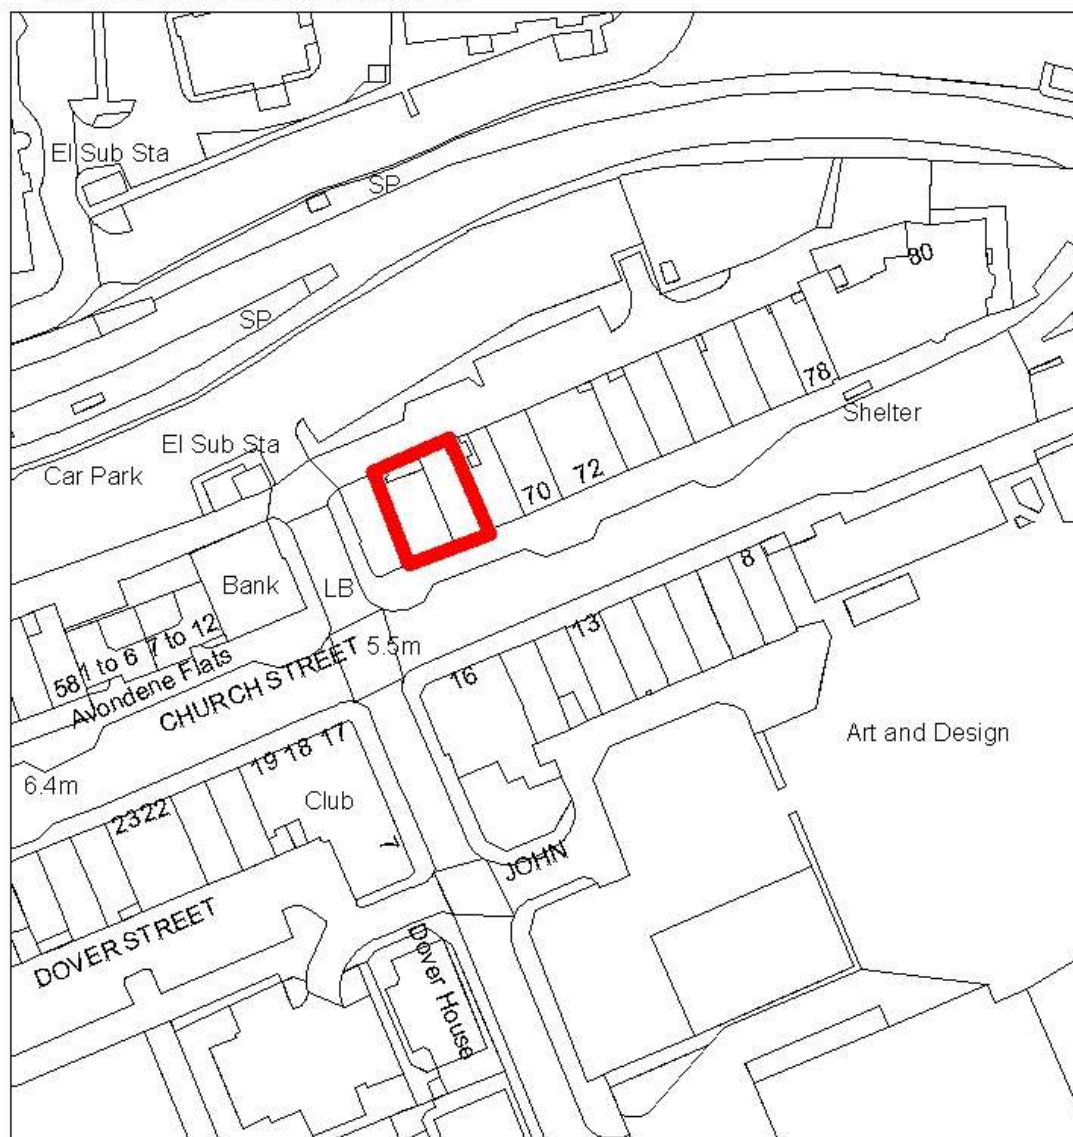 El Sub Sta
SP
80
SP
78
Shelter
El Sub Sta
Car Park
72
70
Bank
LB
8
13
7 to 12
1 to 6
58
Avondene Flats
5.5m
CHURCH STREET
16
Art and Design
6.4m
19 18 17
Club
23 22
7
JOHN
DOVER STREET
Dover House